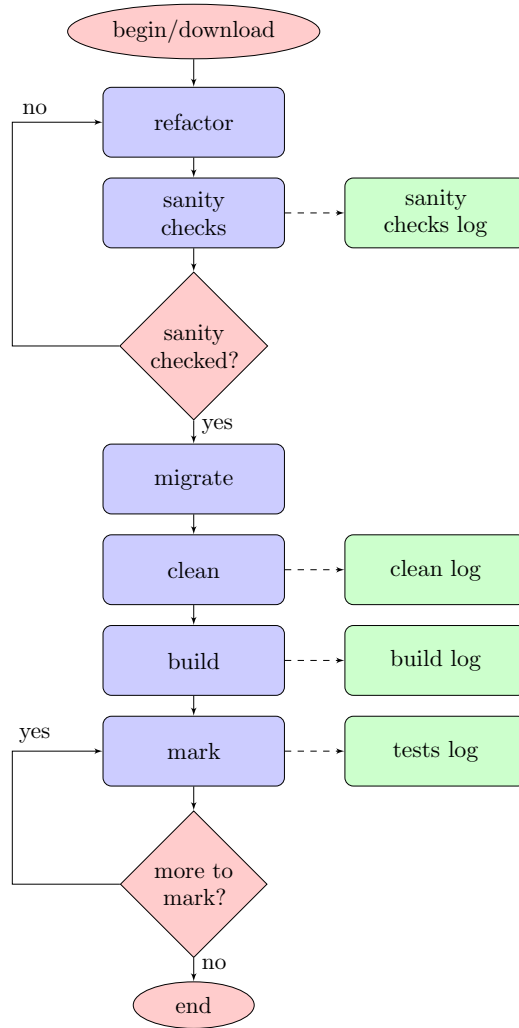 begin/download
no
refactor
sanity
checks
sanity
checks log
sanity
checked?
yes
migrate
clean
clean log
build
build log
yes
mark
tests log
more to
mark?
no
end